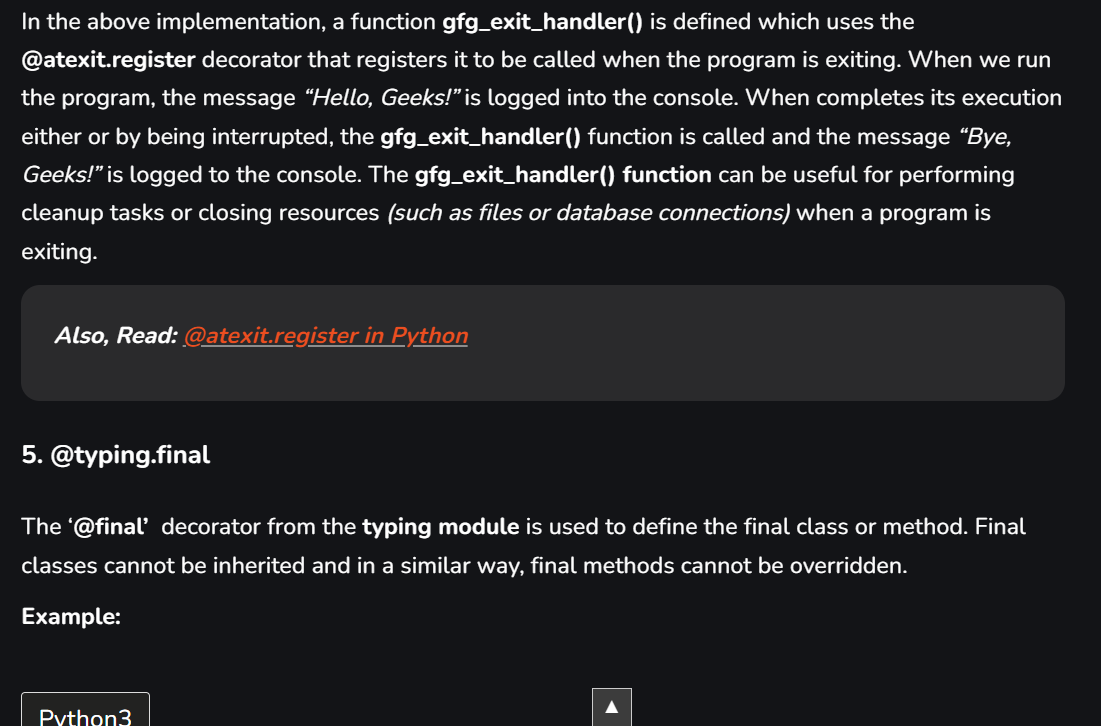 In the above implementation, a function gfg_exit_handler() is defined which uses the
@atexit.register decorator that registers it to be called when the program is exiting. When we run
the program, the message “Hello, Geeks!” is logged into the console. When completes its execution
either or by being interrupted, the gfg_exit_handler() function is called and the message “Bye,
Geeks!” is logged to the console. The gfg_exit_handler() function can be useful for performing
cleanup tasks or closing resources (such as files or database connections) when a program is
exiting.
Also, Read: @atexit.register in Python
5. @typing.final
The ‘@final’ decorator from the typing module is used to define the final class or method. Final
classes cannot be inherited and in a similar way, final methods cannot be overridden.
Example:
Python3